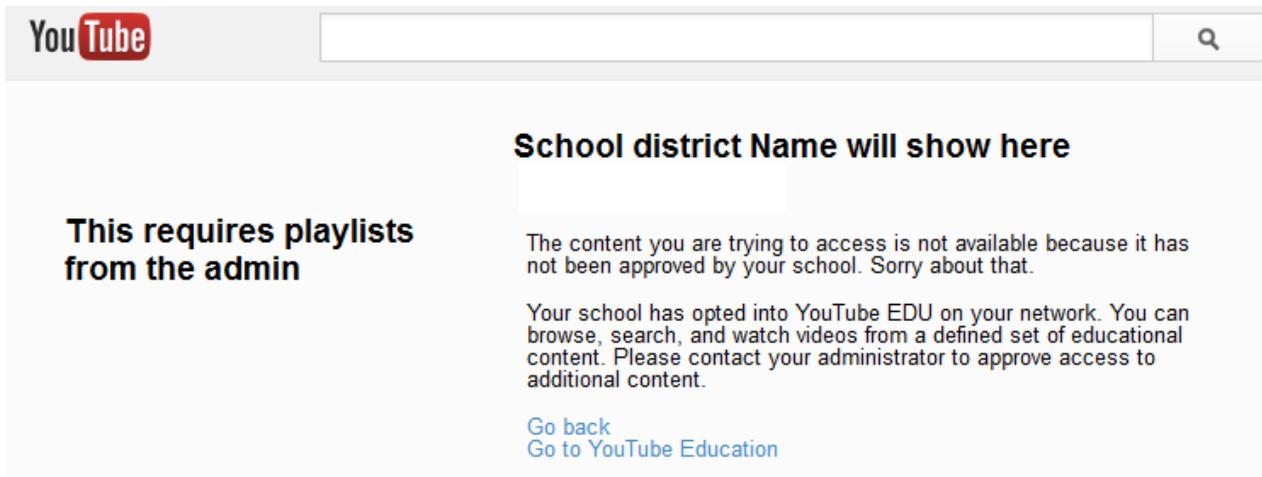 YouTube
School district Name will show here
This requires playlists
from the admin
The content you are trying to access is not available because it has
not been approved by your school. Sorry about that.
Your school has opted into YouTube EDU on your network. You can
browse, search, and watch videos from a defined set of educational
content. Please contact your administrator to approve access to
additional content.
Go back
Go to YouTube Education